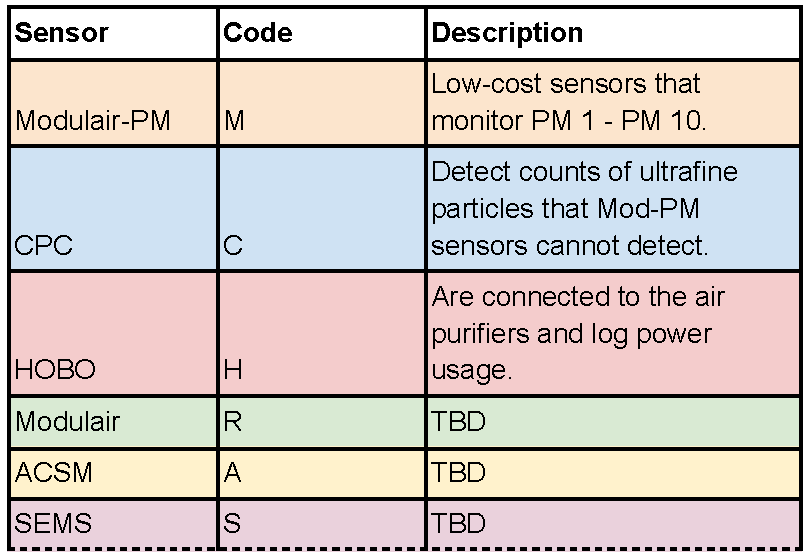 Sensor Code Description
Low-cost sensors that
Modulair-PM M monitor PM 1 - PM 10.
Detect counts of ultrafine
particles that Mod-PM
CPC C sensors cannot detect.
Are connected to the air
purifiers and log power
HOBO H usage.
Modulair R TBD
ACSM A TBD
SEMS S TBD